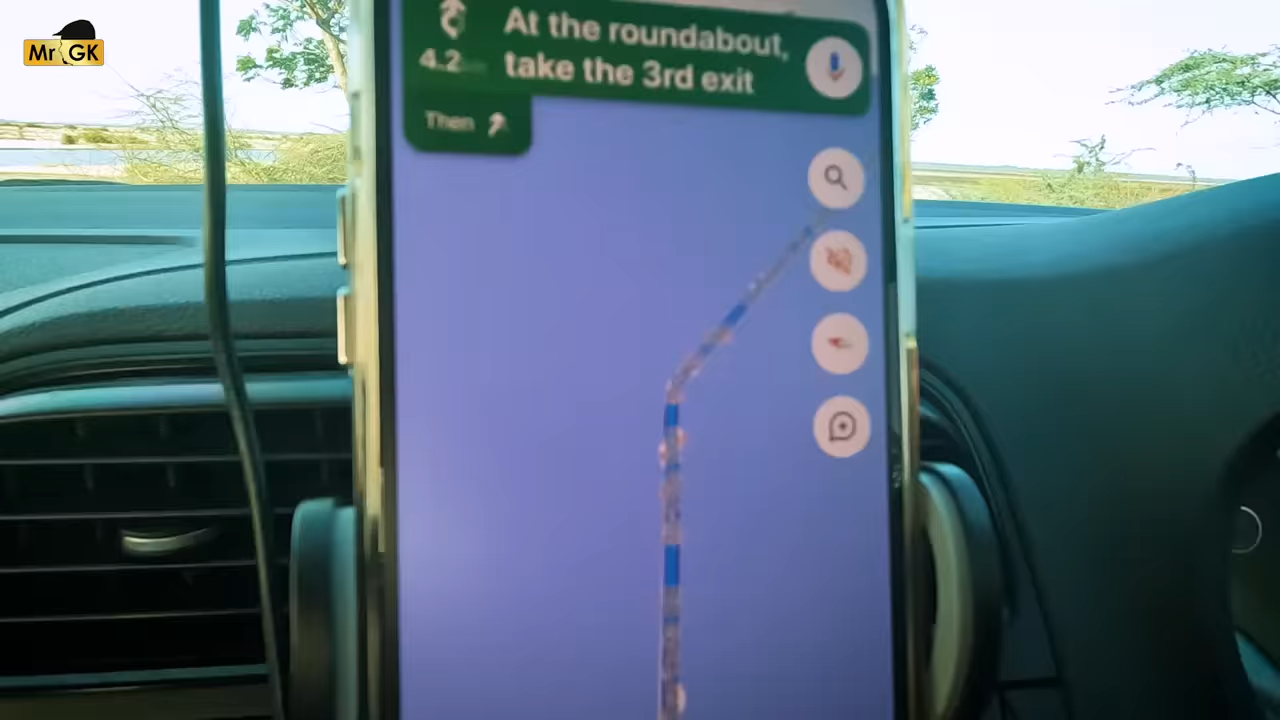 Mr GK
At the roundabout,
take the 3rd exit
4.2
Then